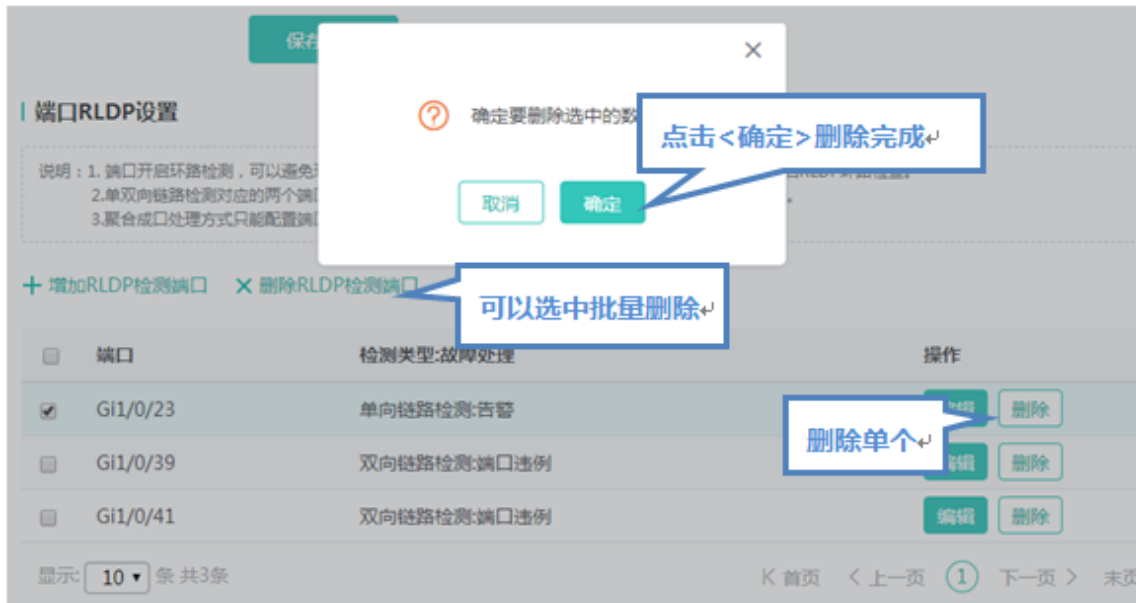 保存
×
端口RLDP设置
确定要删除选中的数
点击<确定>删除完成
说明：1. 端口开启环路检测，可以避免
2.单双向链路检测对应的两个端
3.聚合成口处理方式只能配置端
取消
确定
增加RLDP检测端口
删除RLDP检测端口
可以选中批量删除
端口
检测类型:故障处理
操作
Gi1/0/23
单向链路检测:告警
编辑
删除
删除单个
Gi1/0/39
双向链路检测:端口违例
编辑
删除
Gi1/0/41
双向链路检测:端口违例
编辑
删除
显示: 10 条 共3条
首页
上一页
1
下一页
末页